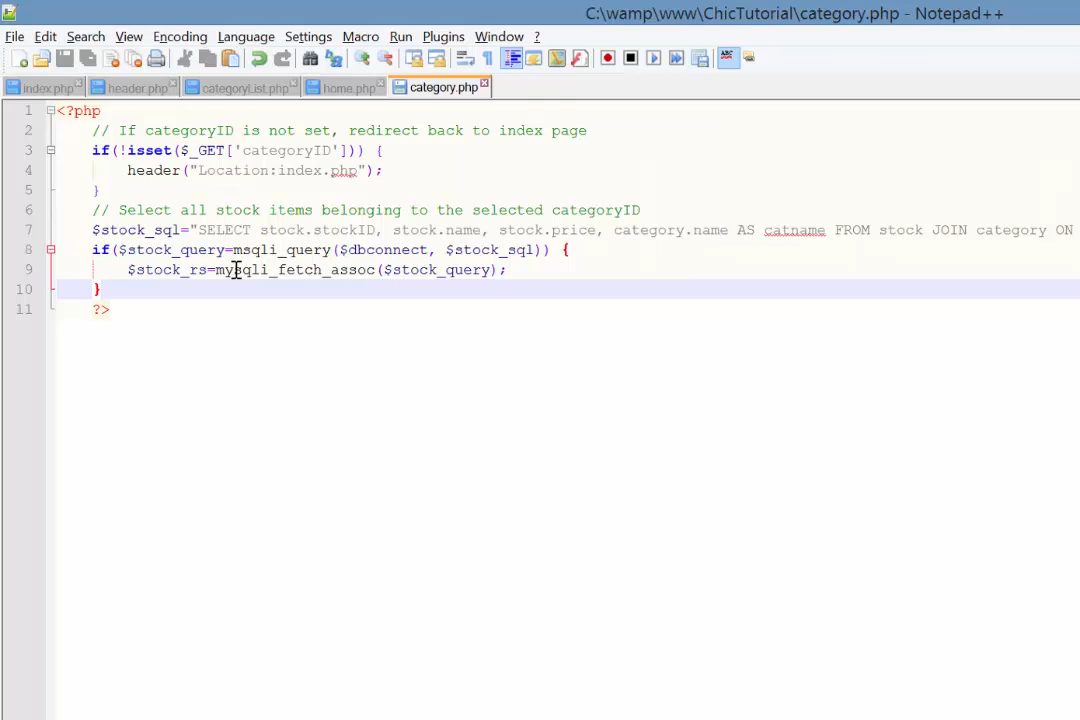 C:\wamp\www\ChicTutorial\category.php - Notepad++
File Edit Search View Encoding Language Settings Macro Run Plugins Window ?
index.php header.php categoryList.php home.php category.php
1 <?php
2 // If categoryID is not set, redirect back to index page
3 if(!isset($_GET['categoryID'])) {
4 header("Location:index.php");
5 }
6 // Select all stock items belonging to the selected categoryID
7 $stock_sql="SELECT stock.stockID, stock.name, stock.price, category.name AS catname FROM stock JOIN category ON
8 if($stock_query=msqli_query($dbconnect, $stock_sql)) {
9 $stock_rs=mysqli_fetch_assoc($stock_query);
10 }
11 ?>